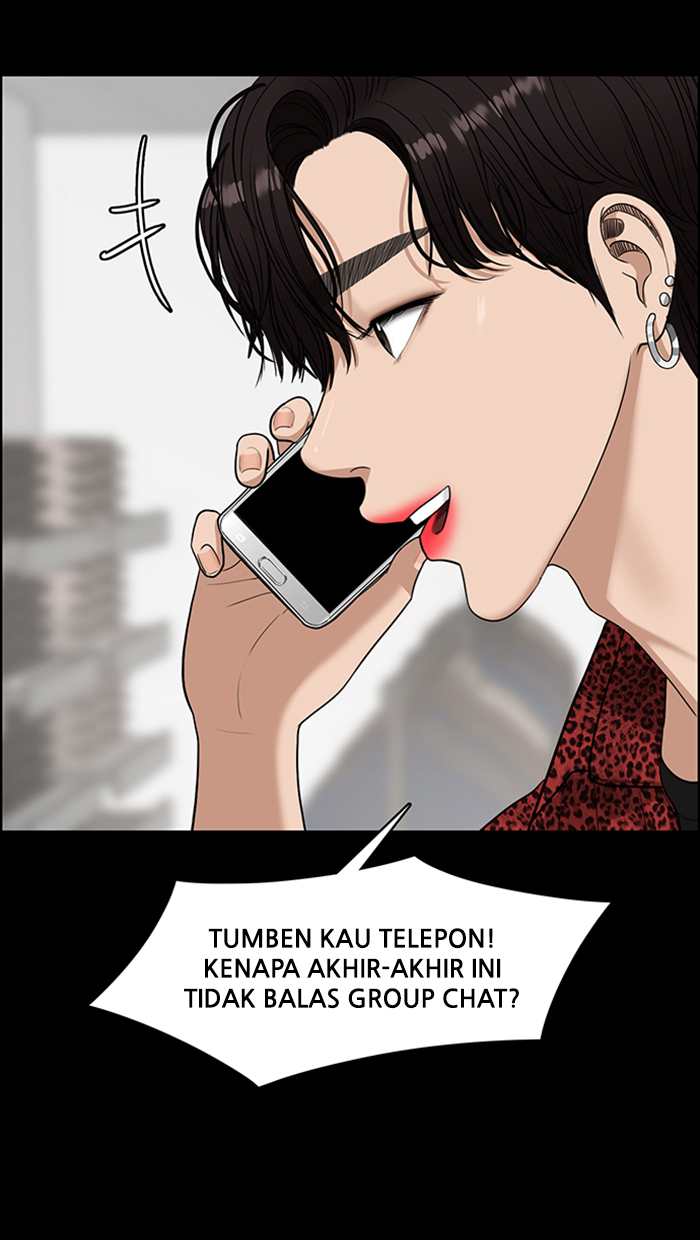 TUMBEN KAU TELEPON!
KENAPA AKHIR-AKHIR INI
TIDAK BALAS GROUP CHAT?